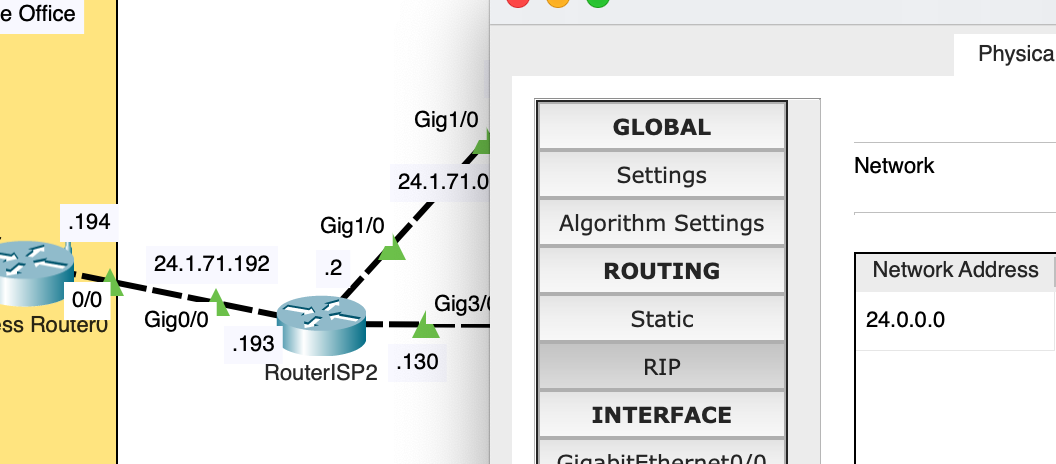 e Office
.194
0/0
ess Router0
24.1.71.192
Gig0/0
.193
RouterISP2
.2
Gig1/0
Gig1/0
24.1.71.0
Gig3/0
.130
GLOBAL
Settings
Algorithm Settings
ROUTING
Static
RIP
INTERFACE
GigabitEthernet0/0
Physica
Network
Network Address
24.0.0.0